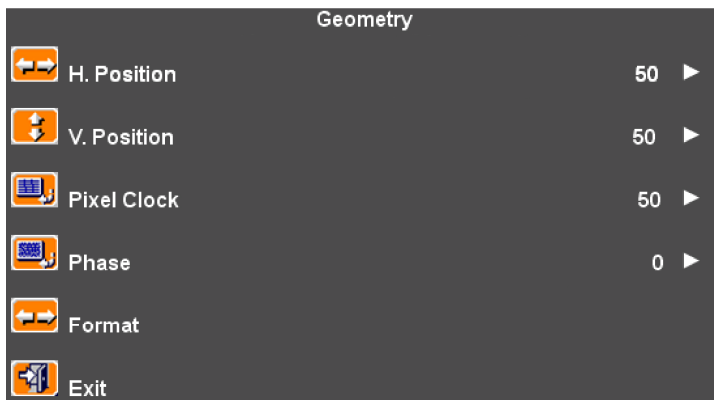 Geometry
H. Position 50
V. Position 50
Pixel Clock 50
Phase 0
Format
Exit